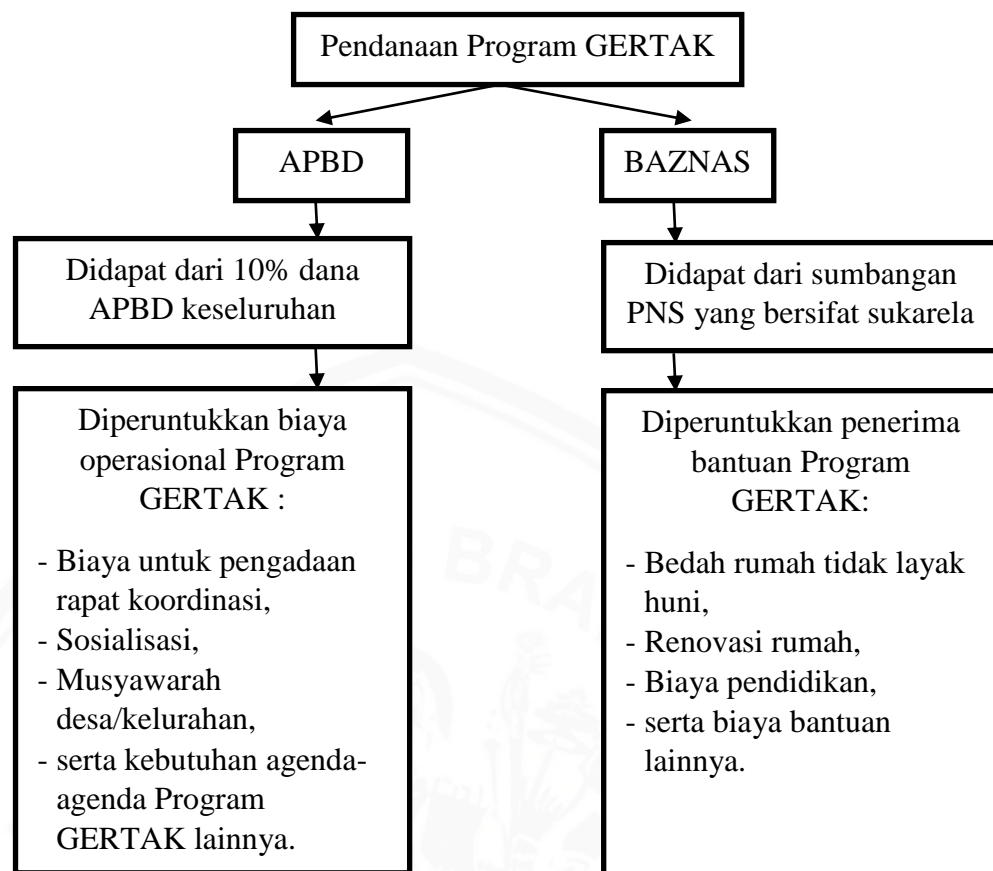 Pendanaan Program GERTAK
APBD
BAZNAS
Didapat dari 10% dana
APBD keseluruhan
Didapat dari sumbangan
PNS yang bersifat sukarela
Diperuntukkan biaya
operasional Program
GERTAK :
- Biaya untuk pengadaan
rapat koordinasi,
- Sosialisasi,
- Musyawarah
desa/kelurahan,
- serta kebutuhan agenda-
agenda Program
GERTAK lainnya.
Diperuntukkan penerima
bantuan Program
GERTAK:
- Bedah rumah tidak layak
huni,
- Renovasi rumah,
- Biaya pendidikan,
- serta biaya bantuan
lainnya.